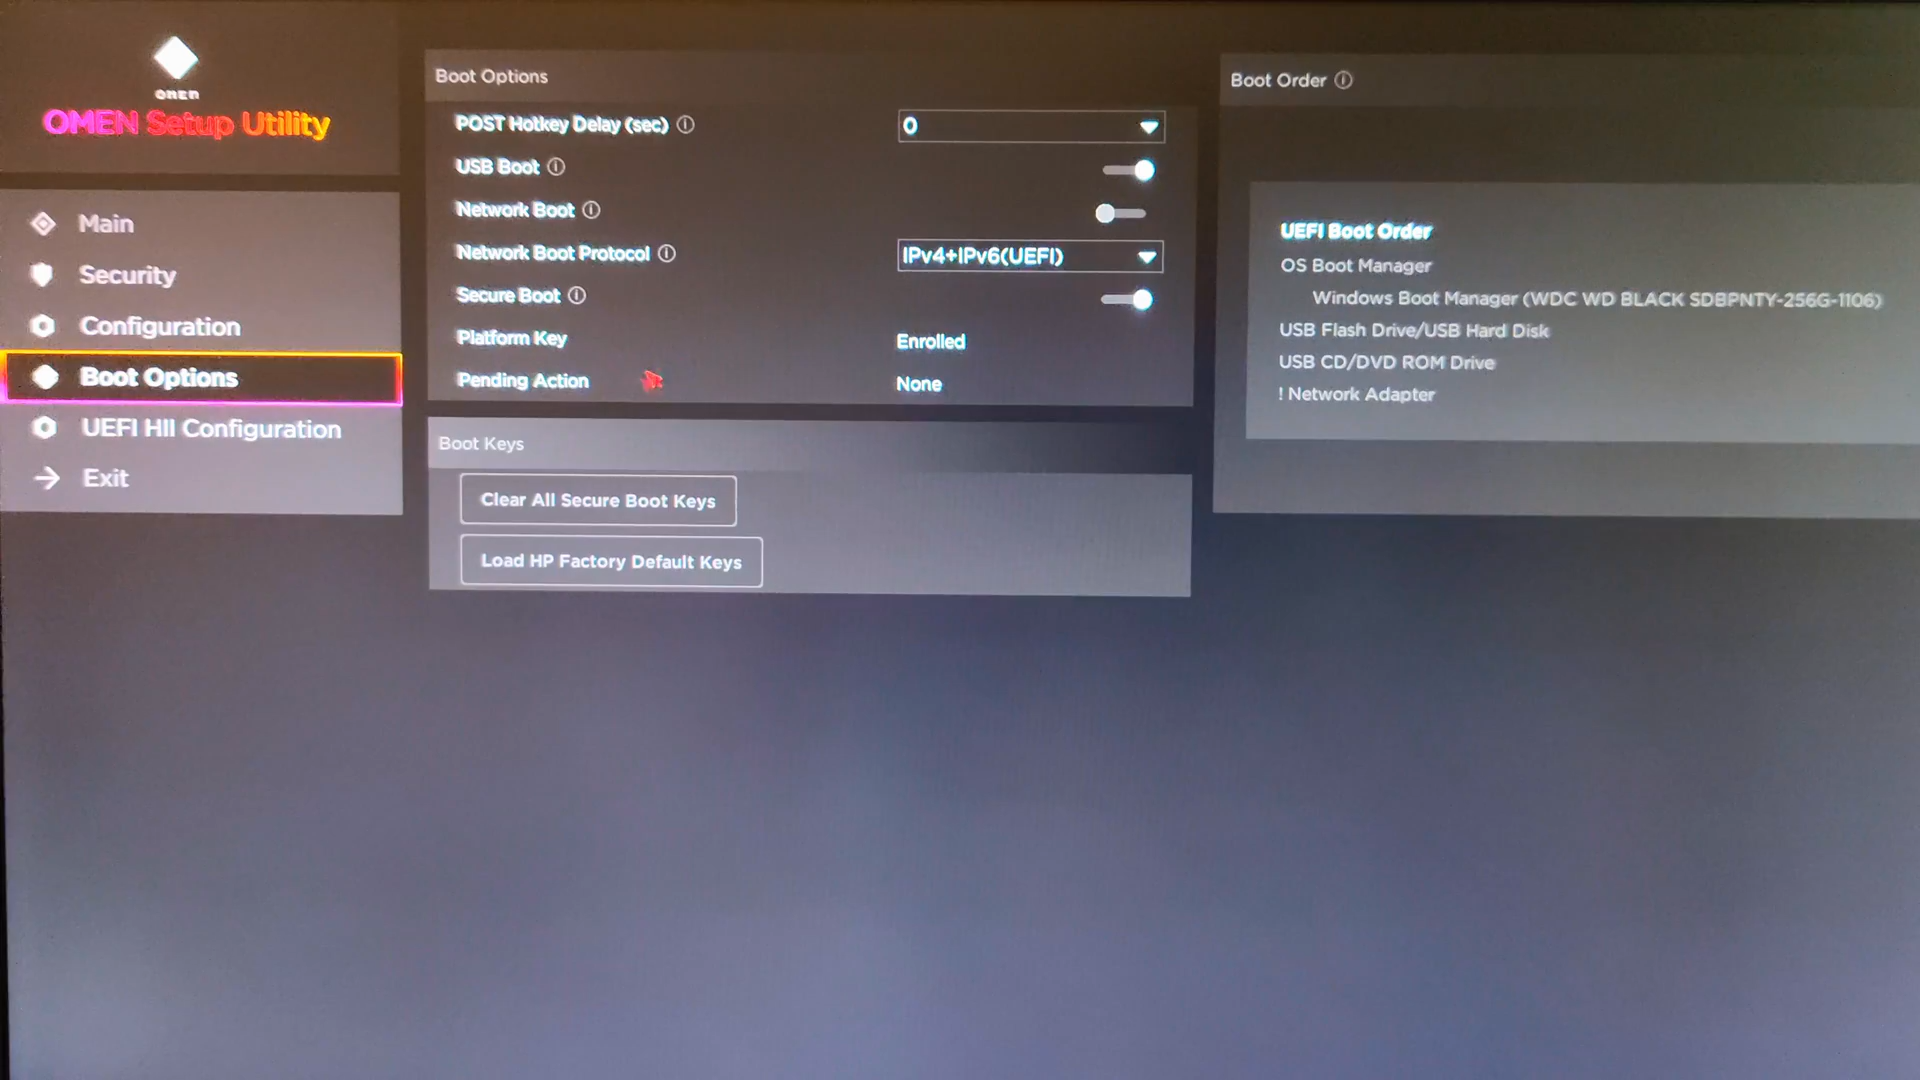 OMEN
OMEN Setup Utility
Main
Security
Configuration
Boot Options
UEFI HII Configuration
Exit
Boot Options
POST Hotkey Delay (sec)
0
USB Boot
Network Boot
Network Boot Protocol
IPv4+IPv6(UEFI)
Secure Boot
Platform Key
Enrolled
Pending Action
None
Boot Keys
Clear All Secure Boot Keys
Load HP Factory Default Keys
Boot Order
UEFI Boot Order
OS Boot Manager
Windows Boot Manager (WDC WD BLACK SDBPNTY-256G-1106)
USB Flash Drive/USB Hard Disk
USB CD/DVD ROM Drive
! Network Adapter